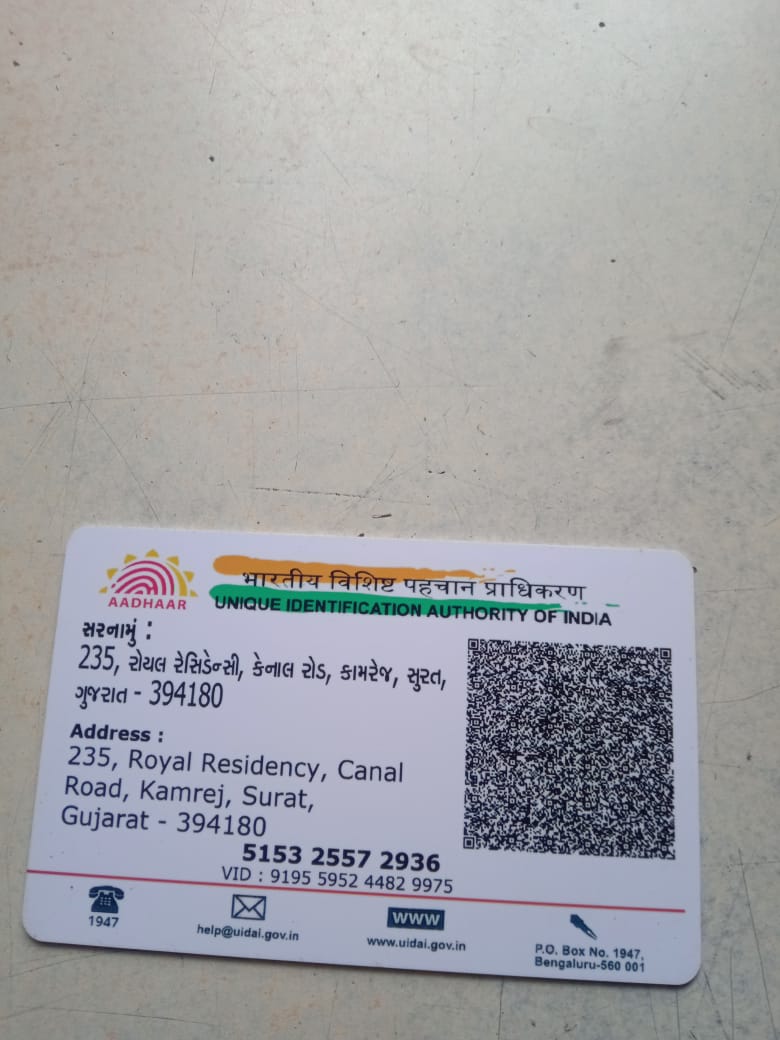 AADHAAR
भारतीय विशिष्ट पहचान प्राधिकरण
UNIQUE IDENTIFICATION AUTHORITY OF INDIA
સરનામું :
235, રોયલ રેસિડેન્સી, કેનાલ રોડ, કામરેજ, સુરત,
ગુજરાત - 394180
Address :
235, Royal Residency, Canal
Road, Kamrej, Surat,
Gujarat - 394180
5153 2557 2936
VID : 9195 5952 4482 9975
1947
help@uidai.gov.in
WWW
www.uidai.gov.in
P.O. Box No. 1947,
Bengaluru-560 001